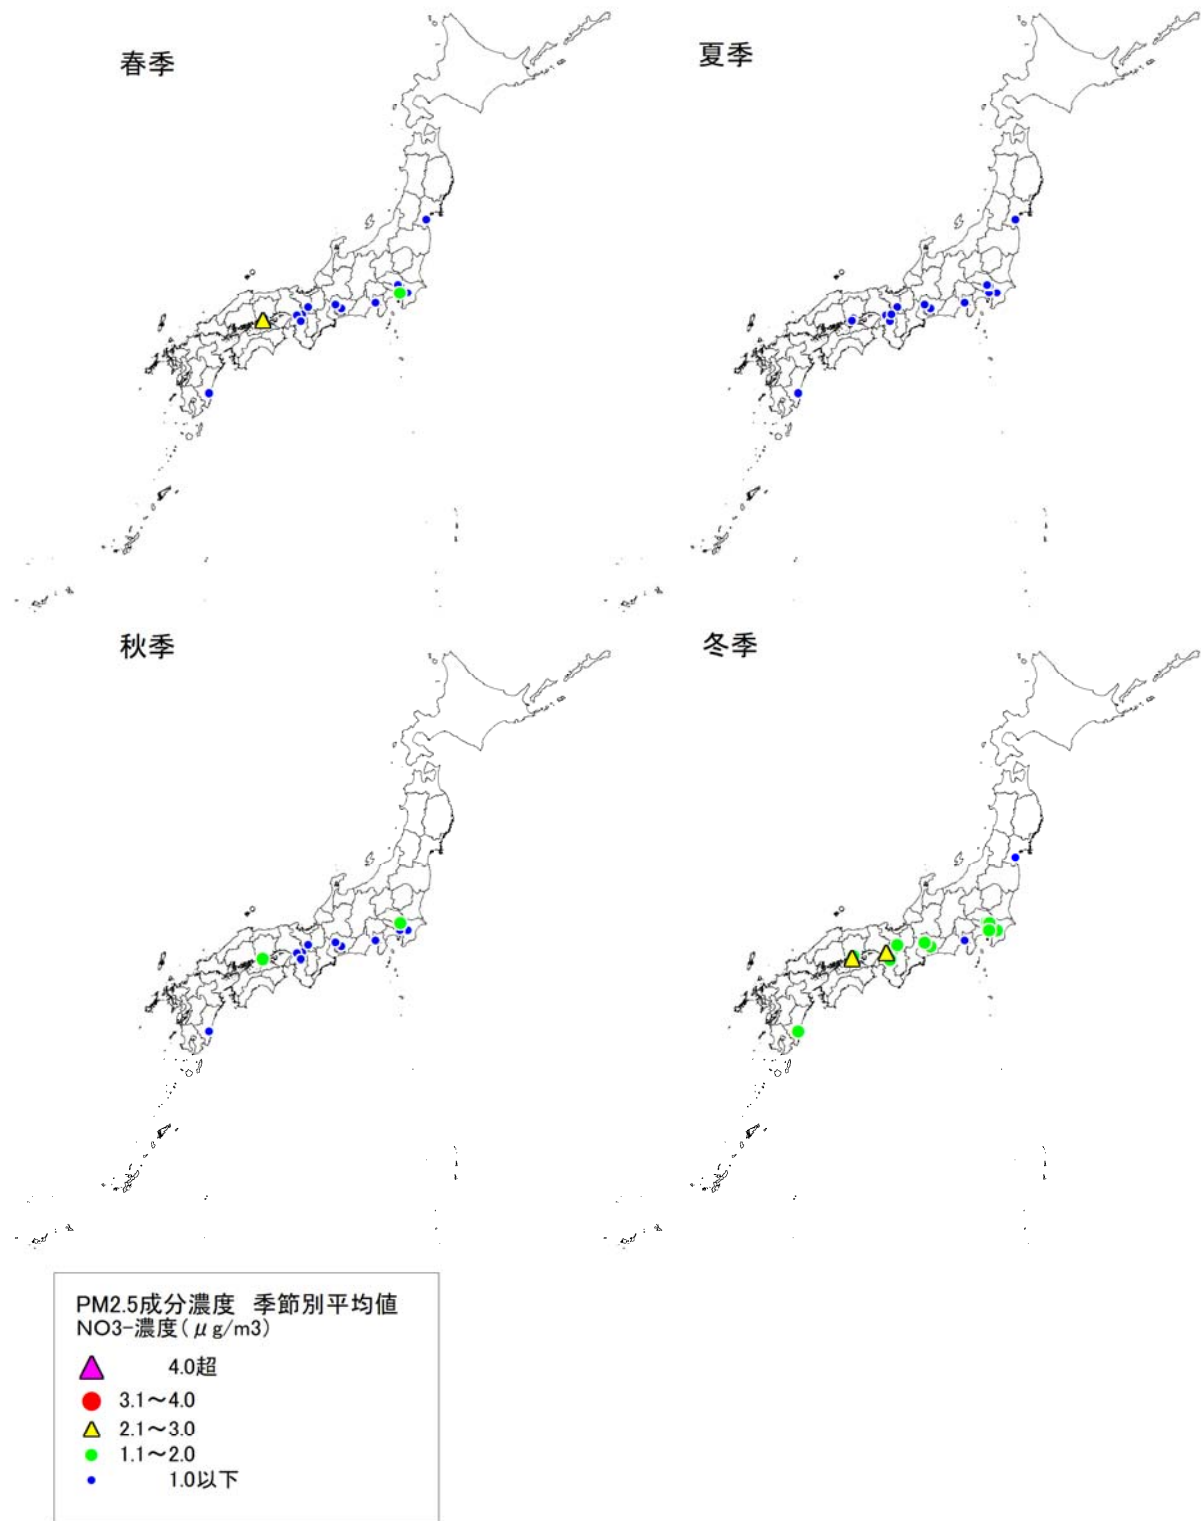 春季
夏季
秋季
冬季
PM2.5成分濃度 季節別平均値
NO3-濃度(μg/m3)
4.0超
3.1~4.0
2.1~3.0
1.1~2.0
1.0以下